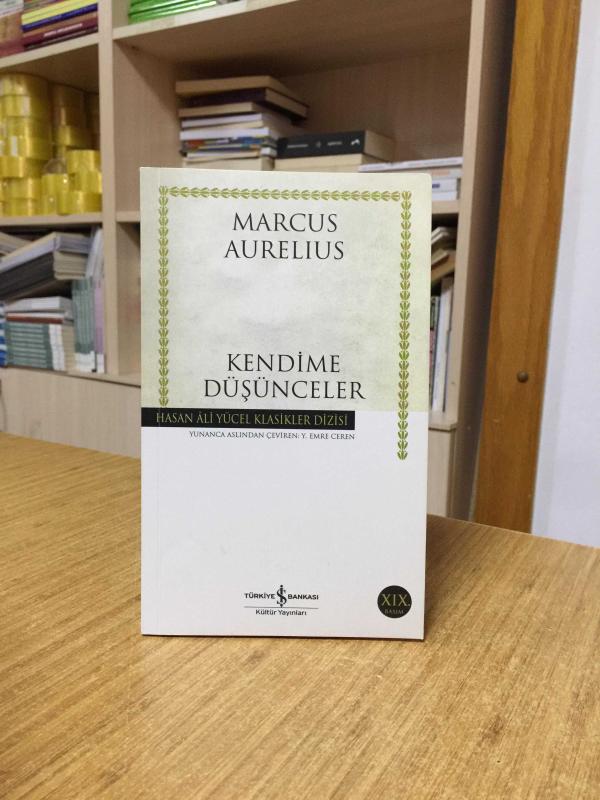 MARCUS
AURELIUS
KENDİME
DÜŞÜNCELER
HASAN ÂLİ YÜCEL KLASİKLER DİZİSİ
YUNANCA ASLINDAN ÇEVİREN: Y. EMRE CEREN
TÜRKİYE İŞ BANKASI
Kültür Yayınları
XIX.
BASIM